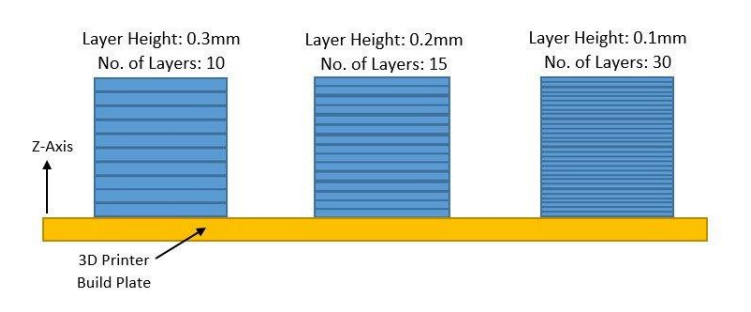 Layer Height: 0.3mm
No. of Layers: 10
Layer Height: 0.2mm
No. of Layers: 15
Layer Height: 0.1mm
No. of Layers: 30
Z-Axis
3D Printer
Build Plate